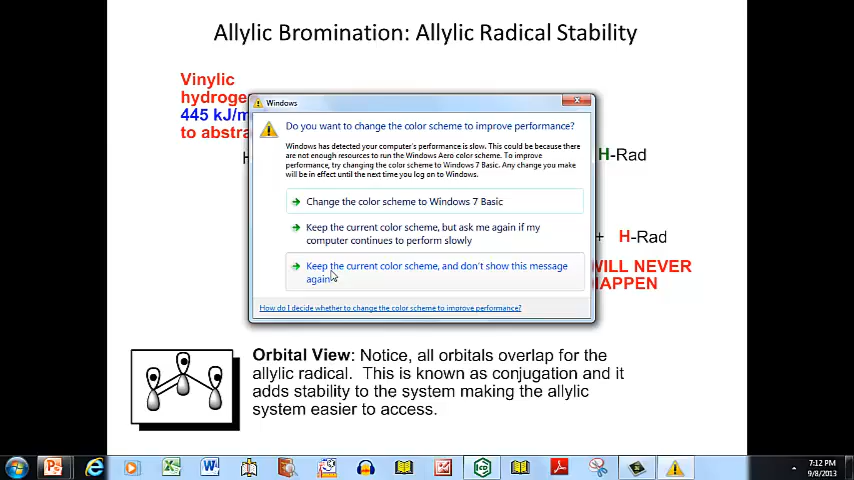 Allylic Bromination: Allylic Radical Stability
Vinylic
hydroge
445 kJ/m
to abstra
H
Windows
Do you want to change the color scheme to improve performance?
Windows has detected your computer's performance is slow. This could be because there
are not enough resources to run the Windows Aero color scheme. To improve
performance, try changing the color scheme to Windows 7 Basic. Any change you make
will be in effect until the next time you log on to Windows.
Change the color scheme to Windows 7 Basic
Keep the current color scheme, but ask me again if my
computer continues to perform slowly
Keep the current color scheme, and don't show this message
again
How do I decide whether to change the color scheme to improve performance?
H-Rad
+ H-Rad
WILL NEVER
HAPPEN
Orbital View: Notice, all orbitals overlap for the
allylic radical. This is known as conjugation and it
adds stability to the system making the allylic
system easier to access.
7:12 PM
9/8/2013